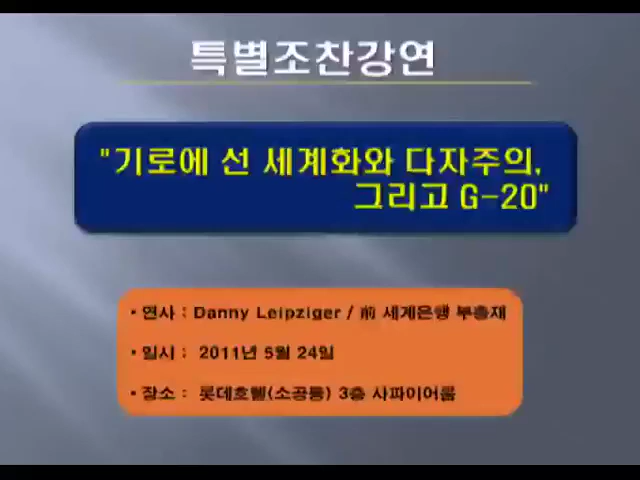 특별조찬강연
"기로에 선 세계화와 다자주의,
그리고 G-20"
• 연사 : Danny Leipziger / 前 세계은행 부총재
• 일시 : 2011년 5월 24일
• 장소 : 롯데호텔(소공동) 3층 사파이어룸